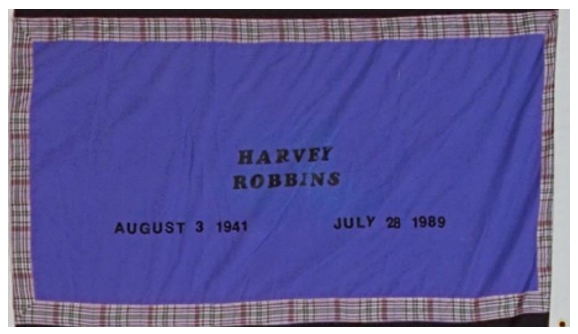 HARVEY
ROBBINS
AUGUST 3 1941 JULY 28 1989